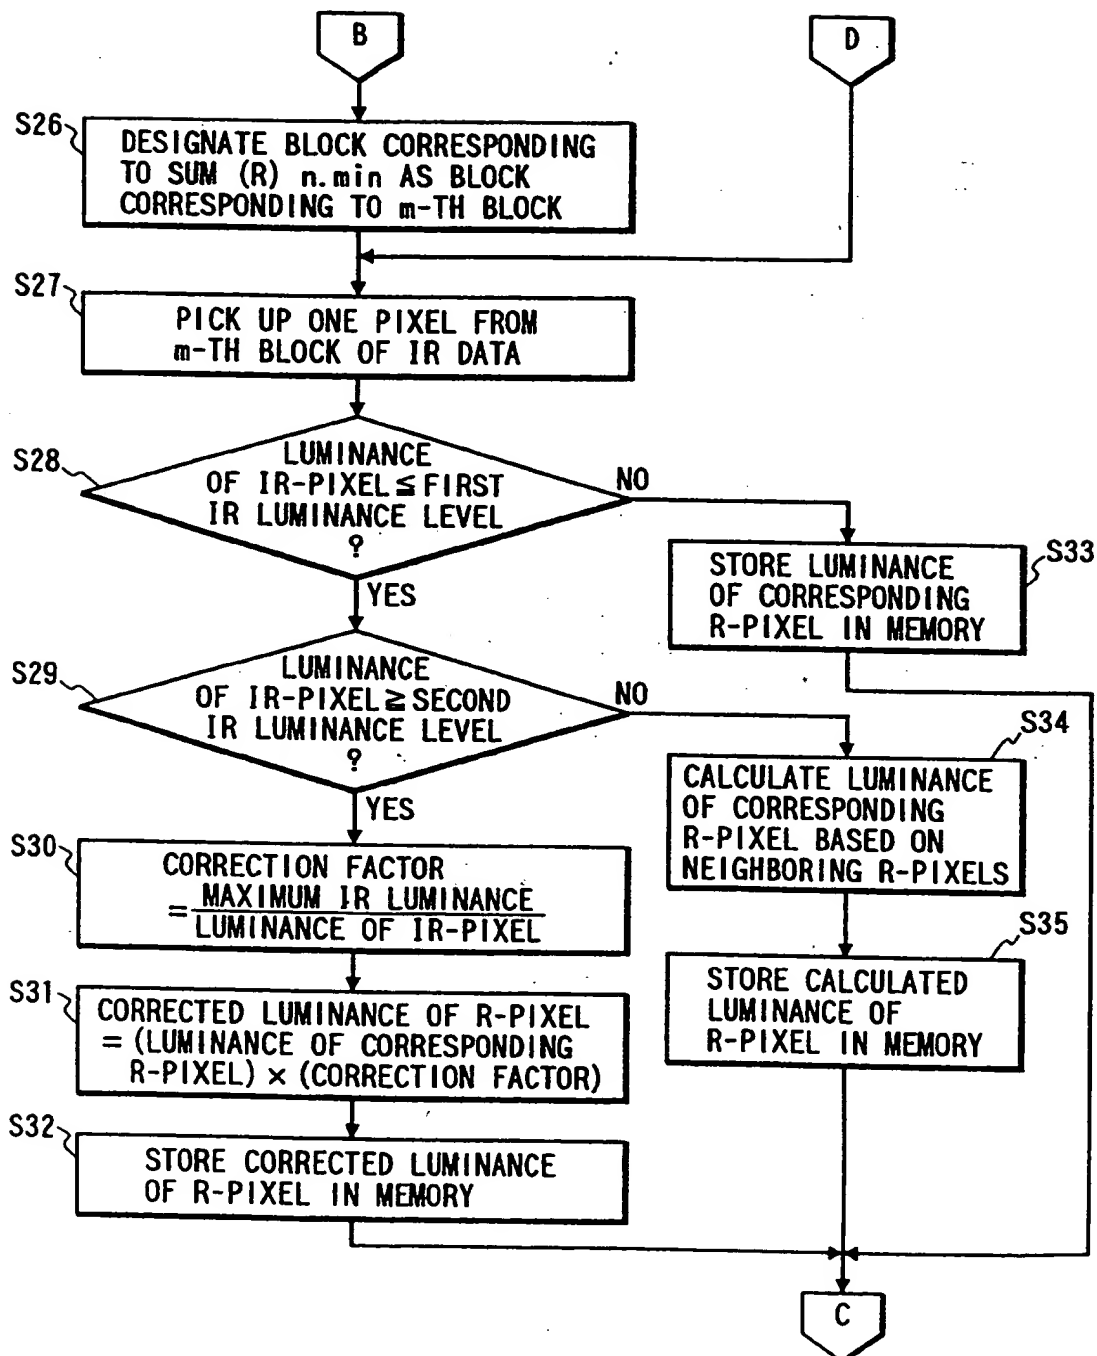 B
D
S26
DESIGNATE BLOCK CORRESPONDING
TO SUM (R) n.min AS BLOCK
CORRESPONDING TO m-TH BLOCK
S27
PICK UP ONE PIXEL FROM
m-TH BLOCK OF IR DATA
S28
LUMINANCE
OF IR-PIXEL ≦ FIRST
IR LUMINANCE LEVEL
?
NO
YES
S33
STORE LUMINANCE
OF CORRESPONDING
R-PIXEL IN MEMORY
S29
LUMINANCE
OF IR-PIXEL ≧ SECOND
IR LUMINANCE LEVEL
?
NO
YES
S34
CALCULATE LUMINANCE
OF CORRESPONDING
R-PIXEL BASED ON
NEIGHBORING R-PIXELS
S30
CORRECTION FACTOR
= MAXIMUM IR LUMINANCE
LUMINANCE OF IR-PIXEL
S35
STORE CALCULATED
LUMINANCE OF
R-PIXEL IN MEMORY
S31
CORRECTED LUMINANCE OF R-PIXEL
= (LUMINANCE OF CORRESPONDING
R-PIXEL) × (CORRECTION FACTOR)
S32
STORE CORRECTED LUMINANCE
OF R-PIXEL IN MEMORY
C